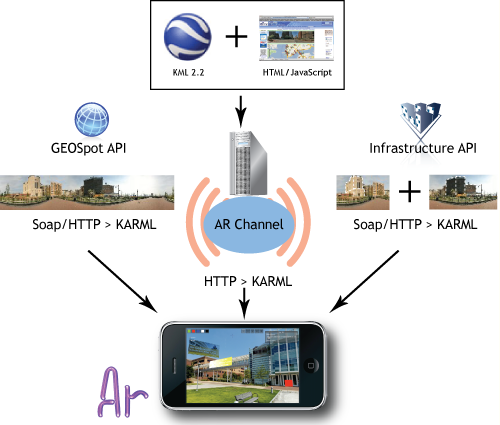 KML 2.2
HTML/JavaScript
GEOSpot API
Infrastructure API
Soap/HTTP > KARML
AR Channel
Soap/HTTP > KARML
HTTP > KARML
Ar